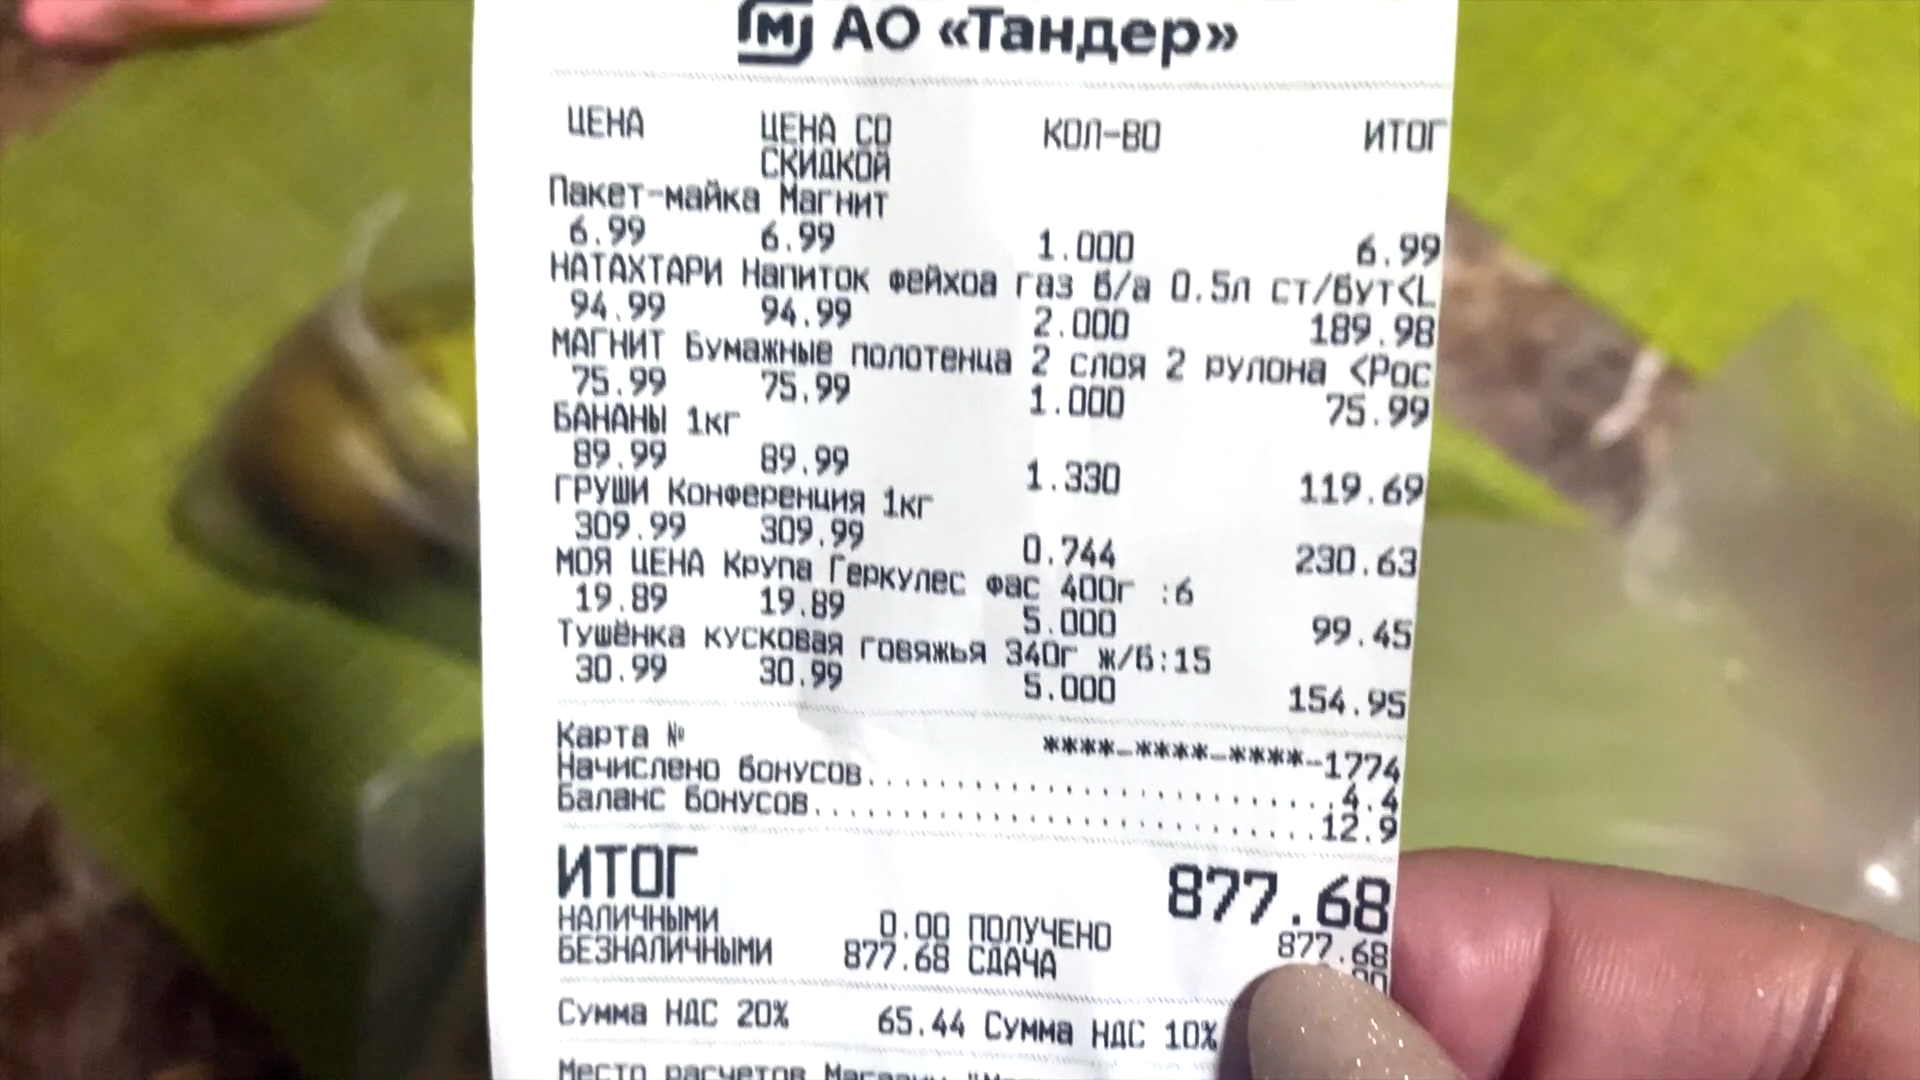 М АО «Тандер»
ЦЕНА ЦЕНА СО СКИДКОЙ КОЛ-ВО ИТОГ
Пакет-майка Магнит
6.99 6.99 1.000 6.99
НАТАХТАРИ Напиток фейхоа газ б/а 0.5л ст/бут<L
94.99 94.99 2.000 189.98
МАГНИТ Бумажные полотенца 2 слоя 2 рулона <Рос
75.99 75.99 1.000 75.99
БАНАНЫ 1кг
89.99 89.99 1.330 119.69
ГРУШИ Конференция 1кг
309.99 309.99 0.744 230.63
МОЯ ЦЕНА Крупа Геркулес фас 400г :6
19.89 19.89 5.000 99.45
Тушёнка кусковая говяжья 340г ж/б:15
30.99 30.99 5.000 154.95
Карта № ****-****-****-1774
Начислено бонусов..........................4.4
Баланс бонусов............................12.9
ИТОГ 877.68
НАЛИЧНЫМИ 0.00 ПОЛУЧЕНО 877.68
БЕЗНАЛИЧНЫМИ 877.68 СДАЧА
Сумма НДС 20% 65.44 Сумма НДС 10%
Место расчетов Магазин